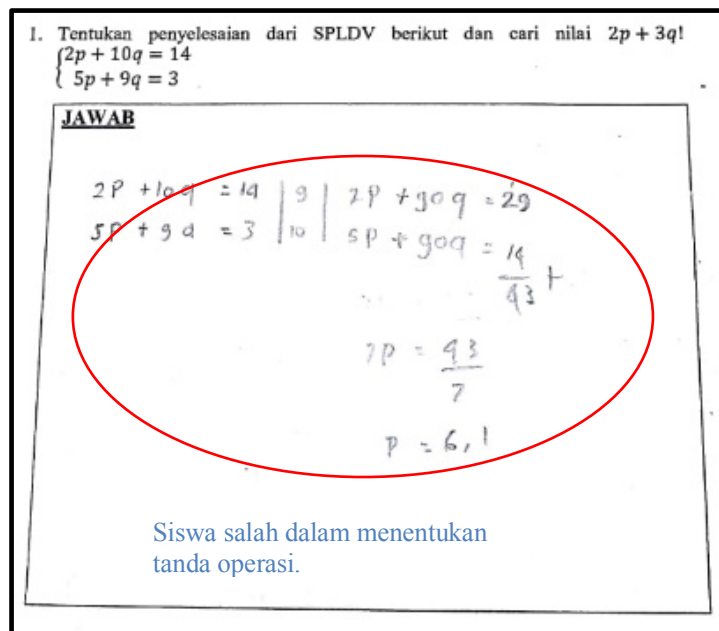 1. Tentukan penyelesaian dari SPLDV berikut dan cari nilai 2p + 3q!
{2p + 10q = 14
5p + 9q = 3
JAWAB
2P + 10q = 14 | 9 | 2P + 90q = 29
5P + 9q = 3 | 10 | 5P + 90q = 14
43 +
7P = 43
7
P = 6,1
Siswa salah dalam menentukan
tanda operasi.